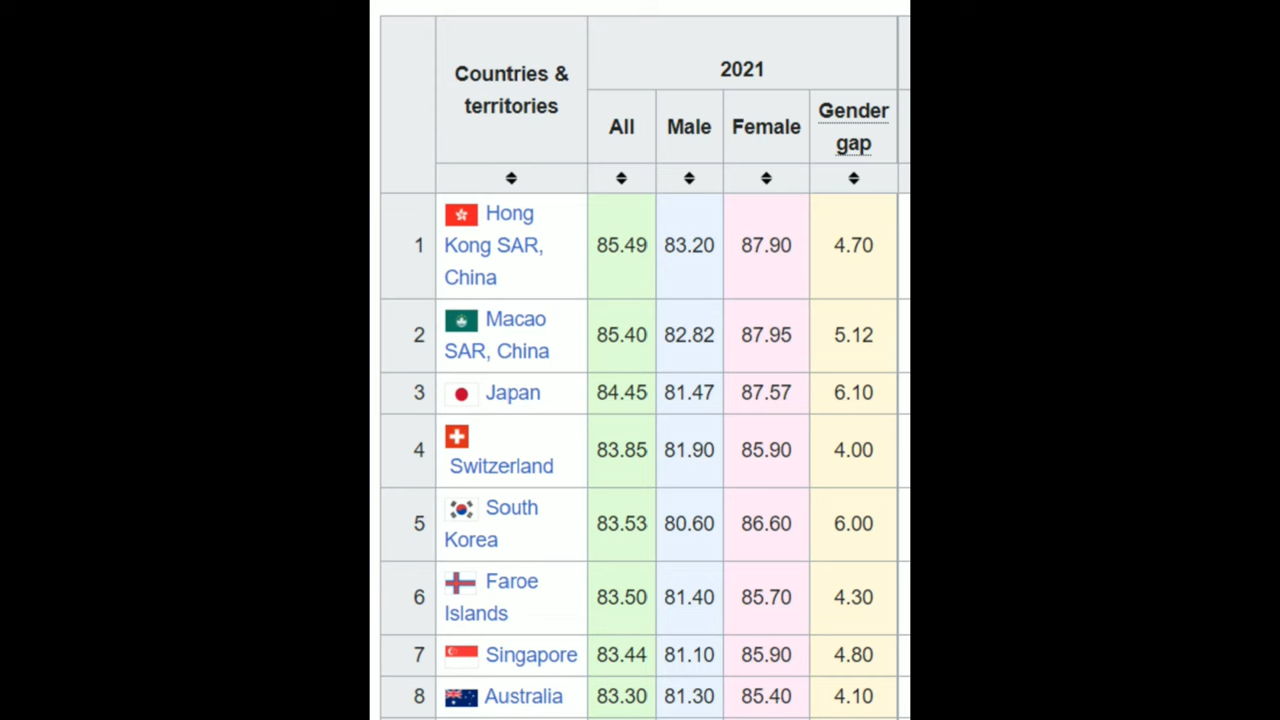 Countries &
territories
2021
All Male Female Gender
gap
1 Hong
Kong SAR,
China 85.49 83.20 87.90 4.70
2 Macao
SAR, China 85.40 82.82 87.95 5.12
3 Japan 84.45 81.47 87.57 6.10
4 Switzerland 83.85 81.90 85.90 4.00
5 South
Korea 83.53 80.60 86.60 6.00
6 Faroe
Islands 83.50 81.40 85.70 4.30
7 Singapore 83.44 81.10 85.90 4.80
8 Australia 83.30 81.30 85.40 4.10